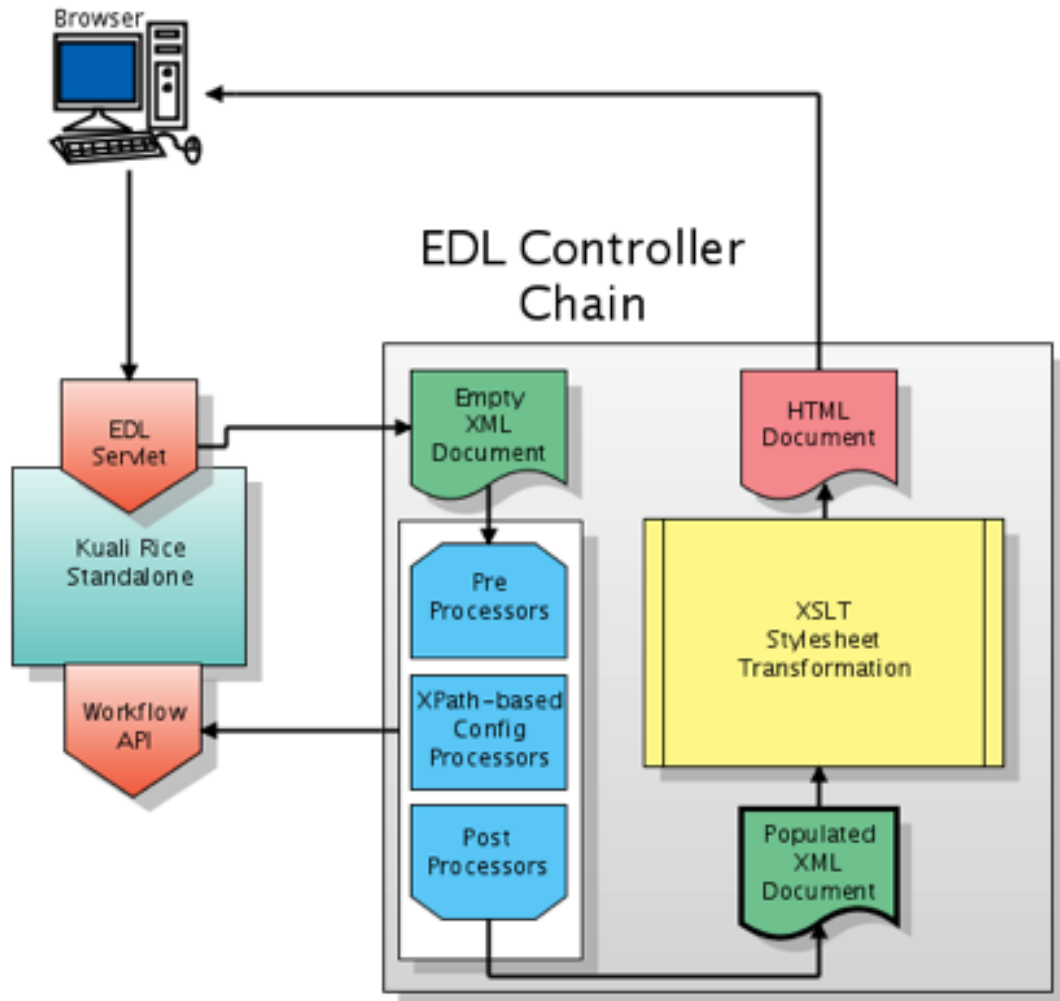 Browser
EDL Controller
Chain
EDL
Servlet
Kuali Rice
Standalone
Workflow
API
Empty
XML
Document
Pre
Processors
XPath-based
Config
Processors
Post
Processors
HTML
Document
XSLT
Stylesheet
Transformation
Populated
XML
Document